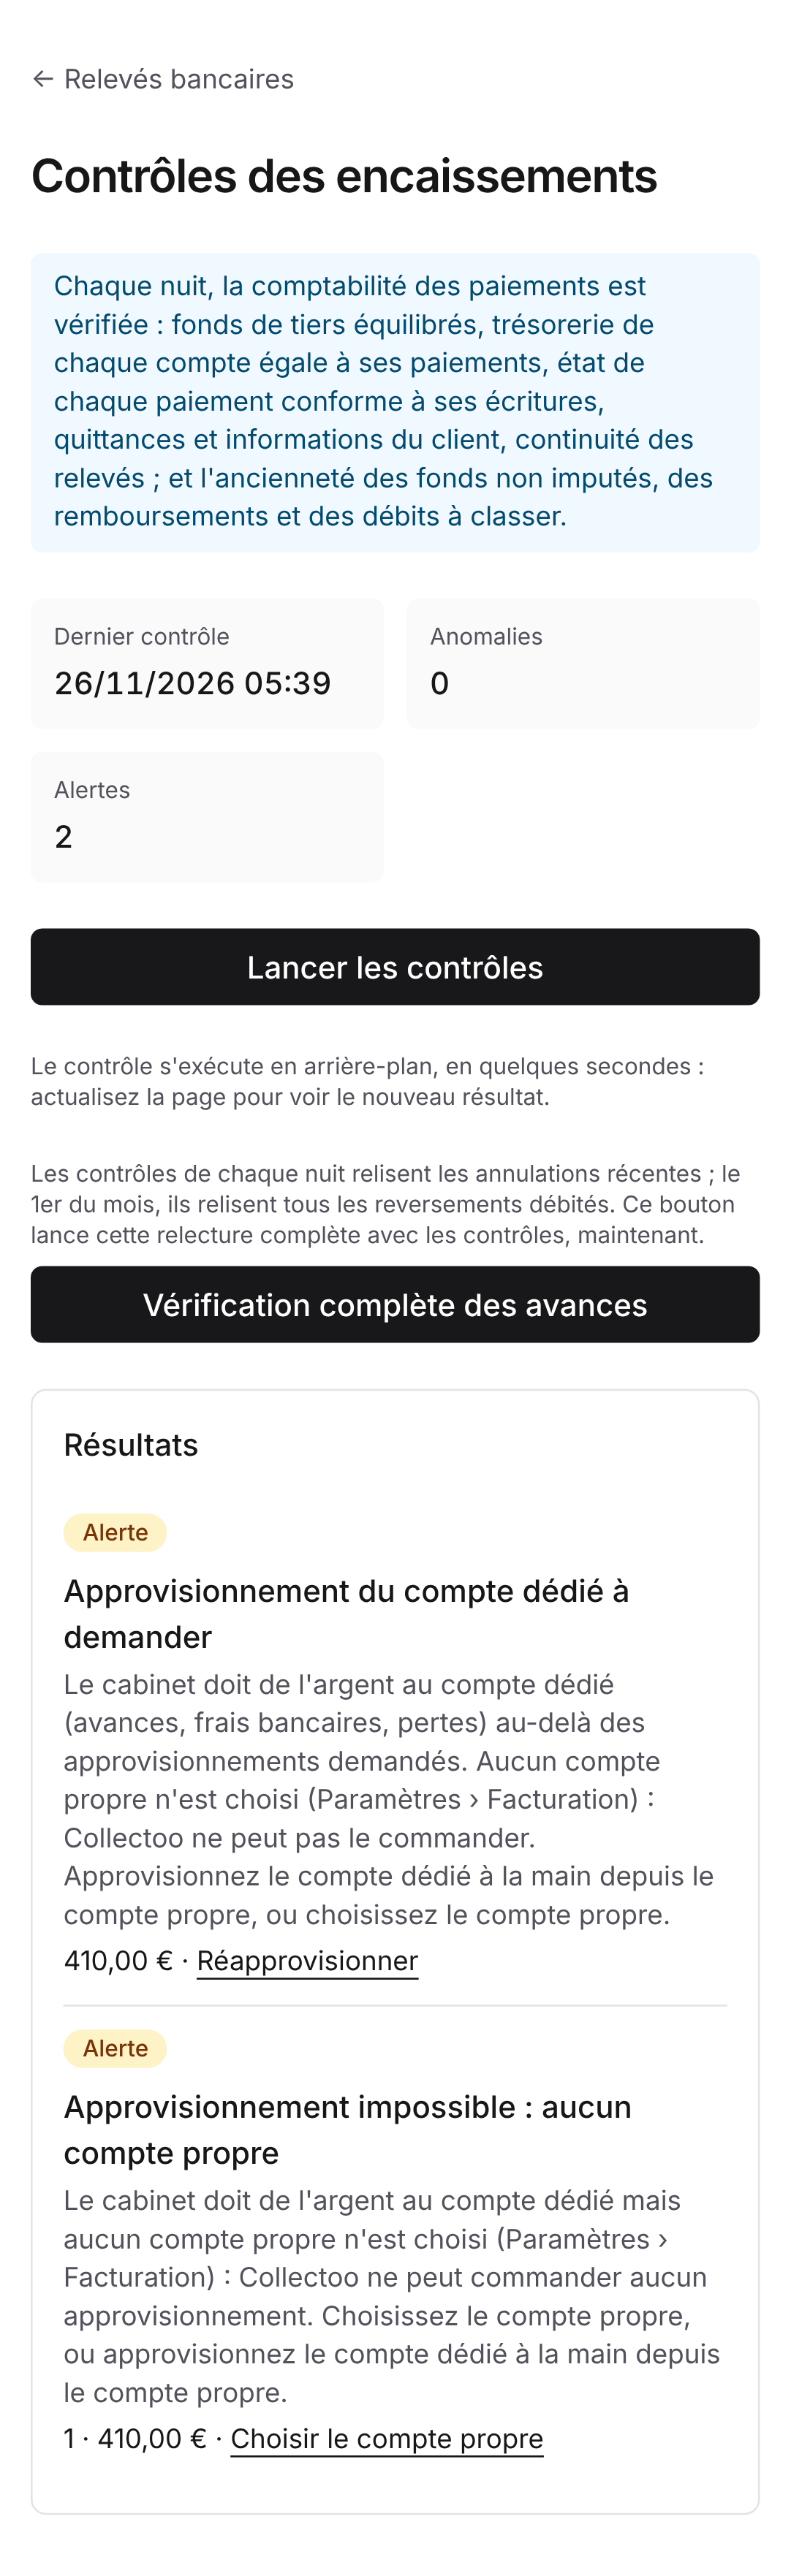 ← Relevés bancaires
Contrôles des encaissements
Chaque nuit, la comptabilité des paiements est
vérifiée : fonds de tiers équilibrés, trésorerie de
chaque compte égale à ses paiements, état de
chaque paiement conforme à ses écritures,
quittances et informations du client, continuité des
relevés ; et l'ancienneté des fonds non imputés, des
remboursements et des débits à classer.
Dernier contrôle
26/11/2026 05:39
Anomalies
0
Alertes
2
Lancer les contrôles
Le contrôle s'exécute en arrière-plan, en quelques secondes :
actualisez la page pour voir le nouveau résultat.
Les contrôles de chaque nuit relisent les annulations récentes ; le
1er du mois, ils relisent tous les reversements débités. Ce bouton
lance cette relecture complète avec les contrôles, maintenant.
Vérification complète des avances
Résultats
Alerte
Approvisionnement du compte dédié à
demander
Le cabinet doit de l'argent au compte dédié
(avances, frais bancaires, pertes) au-delà des
approvisionnements demandés. Aucun compte
propre n'est choisi (Paramètres › Facturation) :
Collectoo ne peut pas le commander.
Approvisionnez le compte dédié à la main depuis le
compte propre, ou choisissez le compte propre.
410,00 € · Réapprovisionner
Alerte
Approvisionnement impossible : aucun
compte propre
Le cabinet doit de l'argent au compte dédié mais
aucun compte propre n'est choisi (Paramètres ›
Facturation) : Collectoo ne peut commander aucun
approvisionnement. Choisissez le compte propre,
ou approvisionnez le compte dédié à la main depuis
le compte propre.
1 · 410,00 € · Choisir le compte propre